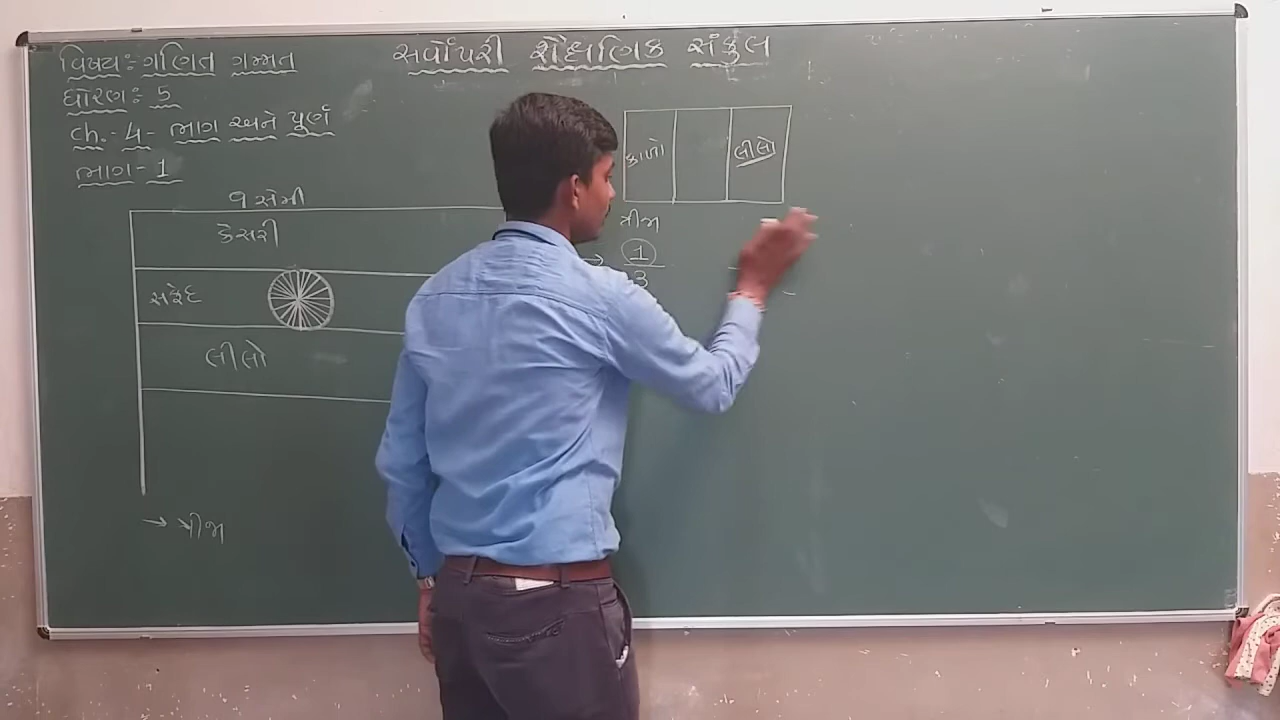 સર્વોપરી શૈક્ષણિક સંકુલ
વિષય:- ગણિત ગમ્મત
ધોરણ:- 5
ch.- 4 - ભાગ અને પૂર્ણ
ભાગ - 1
૧ સેમી
કેસરી
સફેદ
લીલો
→ ત્રીજા
કાળો
લીલો
ત્રીજા
→ 1
3